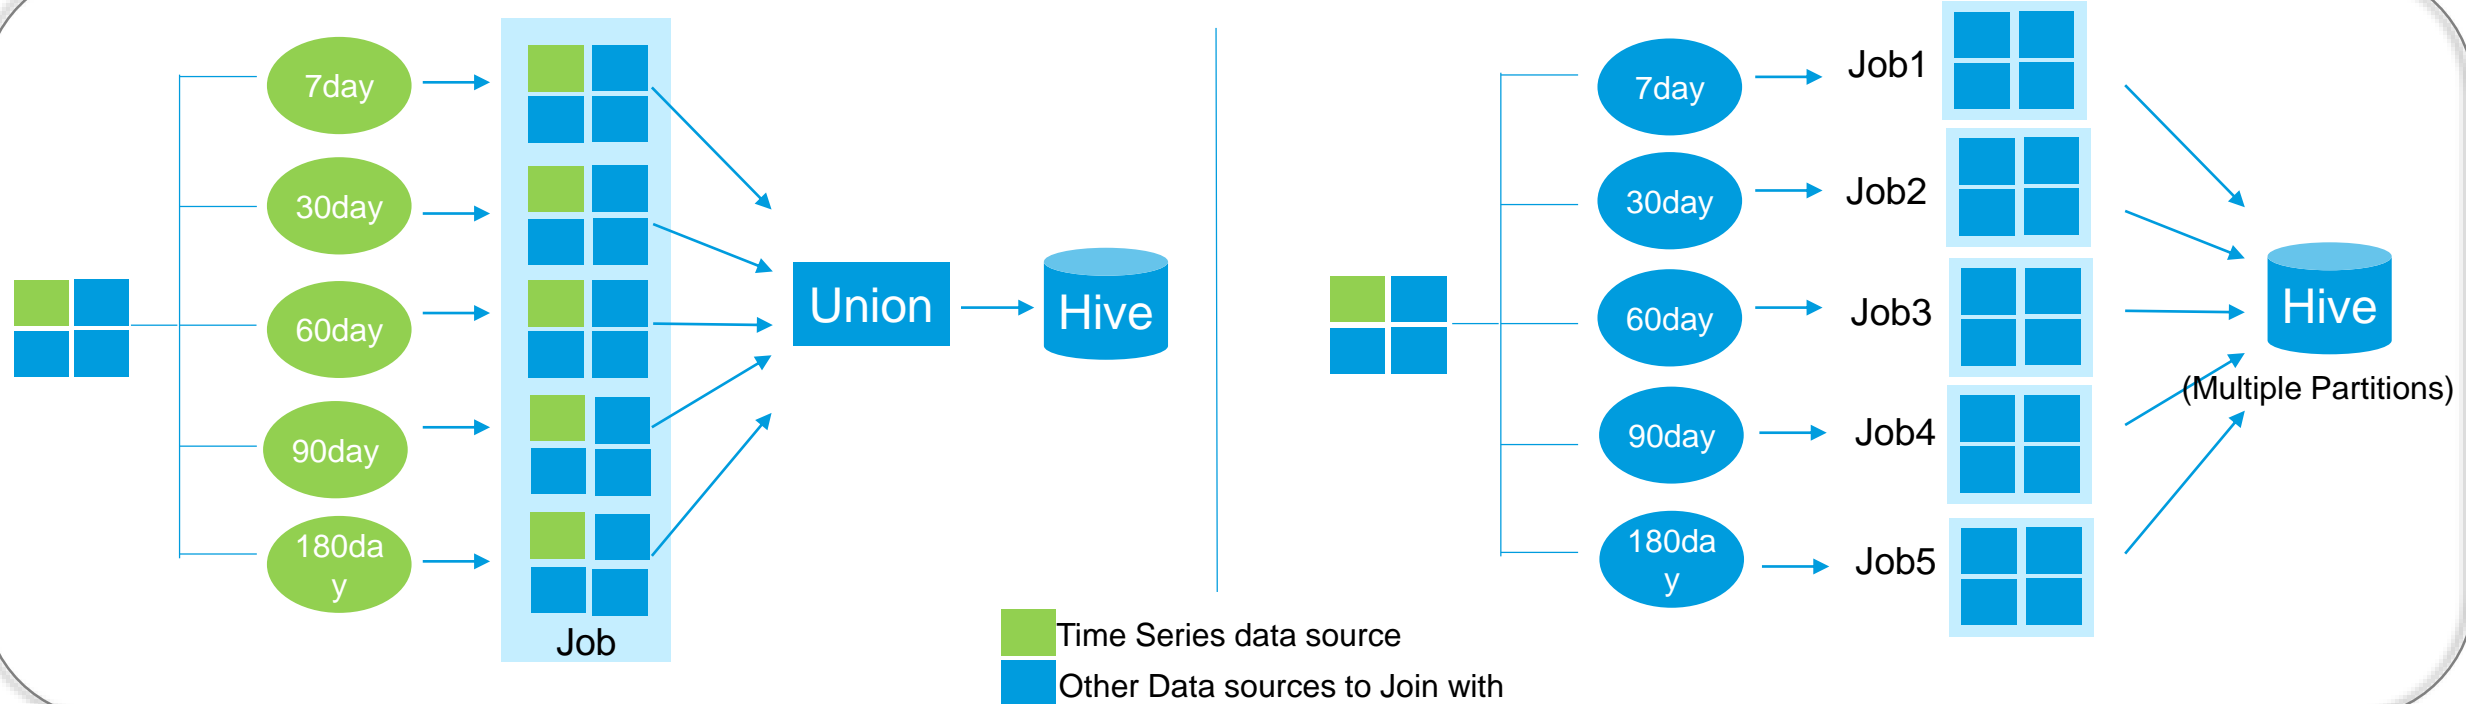 7day
30day
60day
90day
180da
y
Job
Union
Hive
7day
30day
60day
90day
180da
y
Job1
Job2
Job3
Job4
Job5
Hive
(Multiple Partitions)
Time Series data source
Other Data sources to Join with